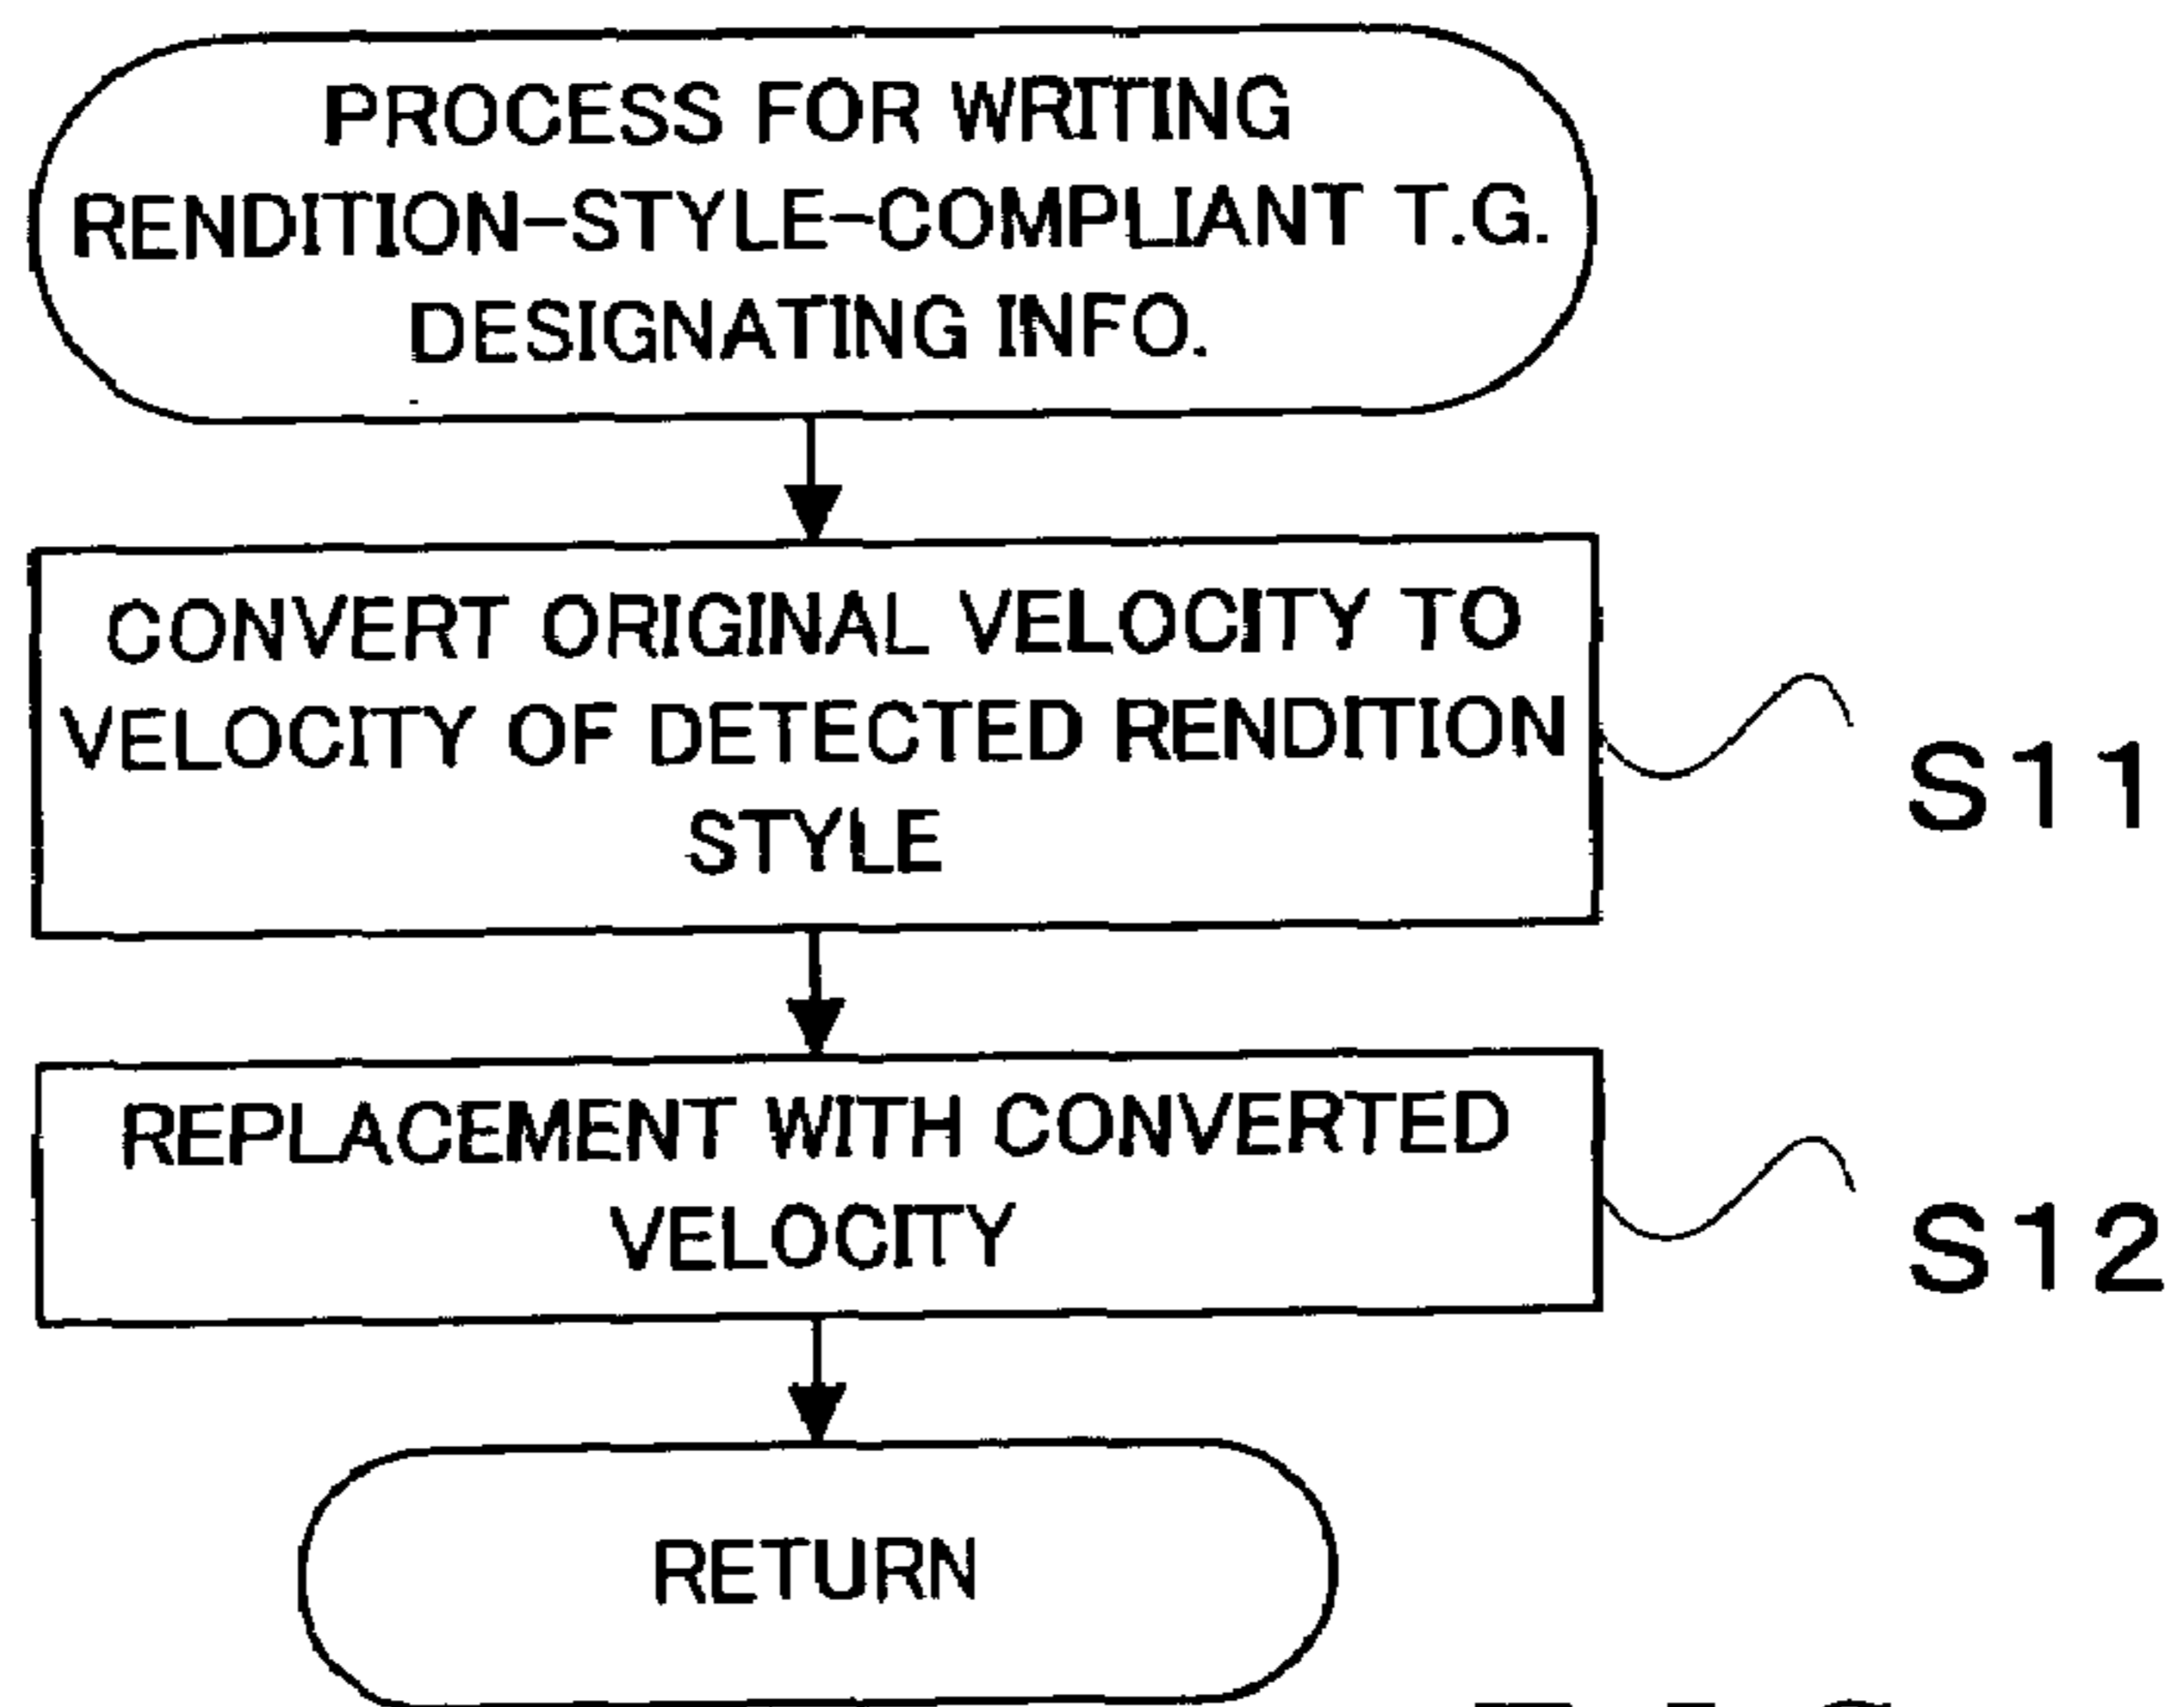 PROCESS FOR WRITING
RENDITION-STYLE-COMPLIANT T.G.
DESIGNATING INFO.
CONVERT ORIGINAL VELOCITY TO
VELOCITY OF DETECTED RENDITION
STYLE
S11
REPLACEMENT WITH CONVERTED
VELOCITY
S12
RETURN